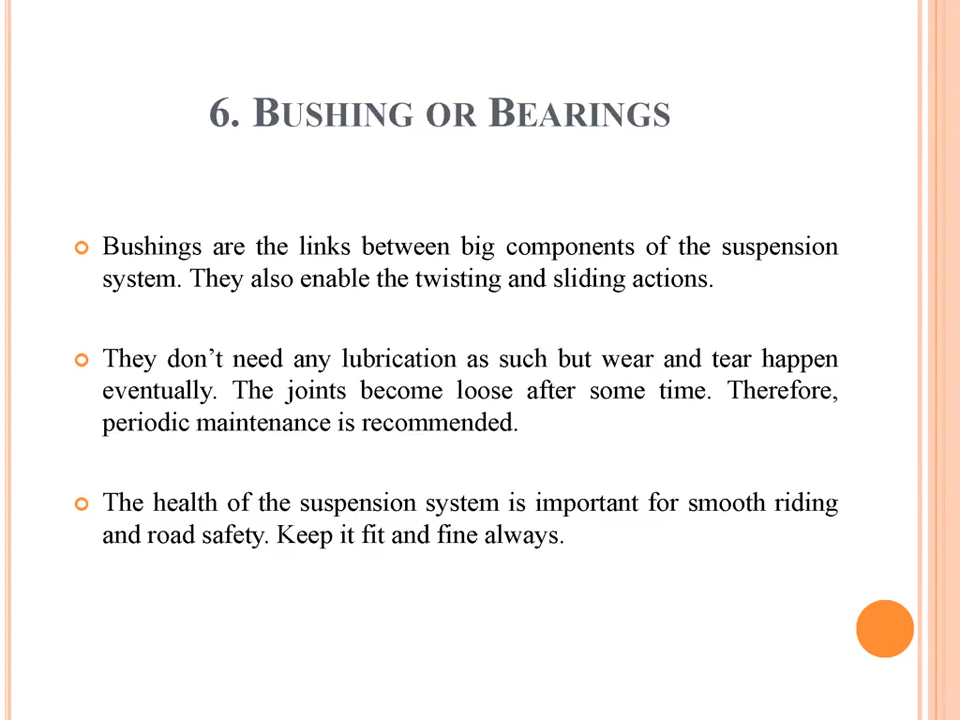 6. BUSHING OR BEARINGS
Bushings are the links between big components of the suspension
system. They also enable the twisting and sliding actions.
They don’t need any lubrication as such but wear and tear happen
eventually. The joints become loose after some time. Therefore,
periodic maintenance is recommended.
The health of the suspension system is important for smooth riding
and road safety. Keep it fit and fine always.